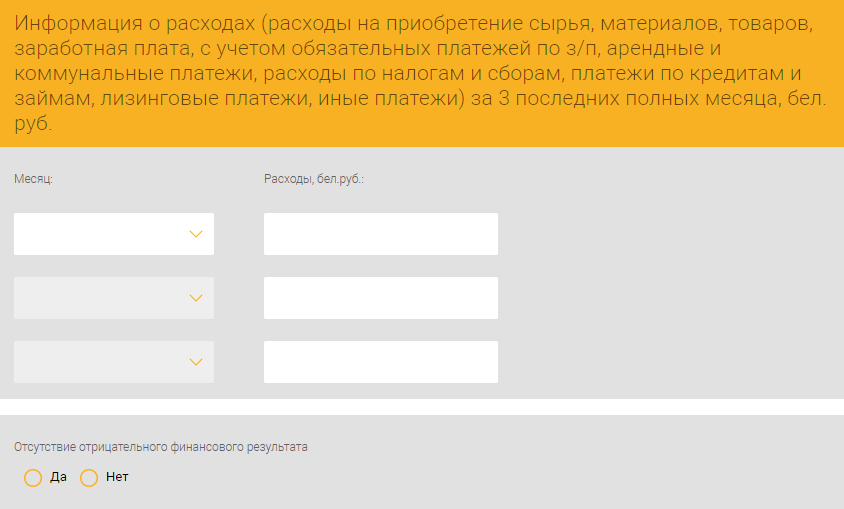 Информация о расходах (расходы на приобретение сырья, материалов, товаров,
заработная плата, с учетом обязательных платежей по з/п, арендные и
коммунальные платежи, расходы по налогам и сборам, платежи по кредитам и
займам, лизинговые платежи, иные платежи) за 3 последних полных месяца, бел.
руб.
Месяц: Расходы, бел.руб.:
Отсутствие отрицательного финансового результата
Да Нет